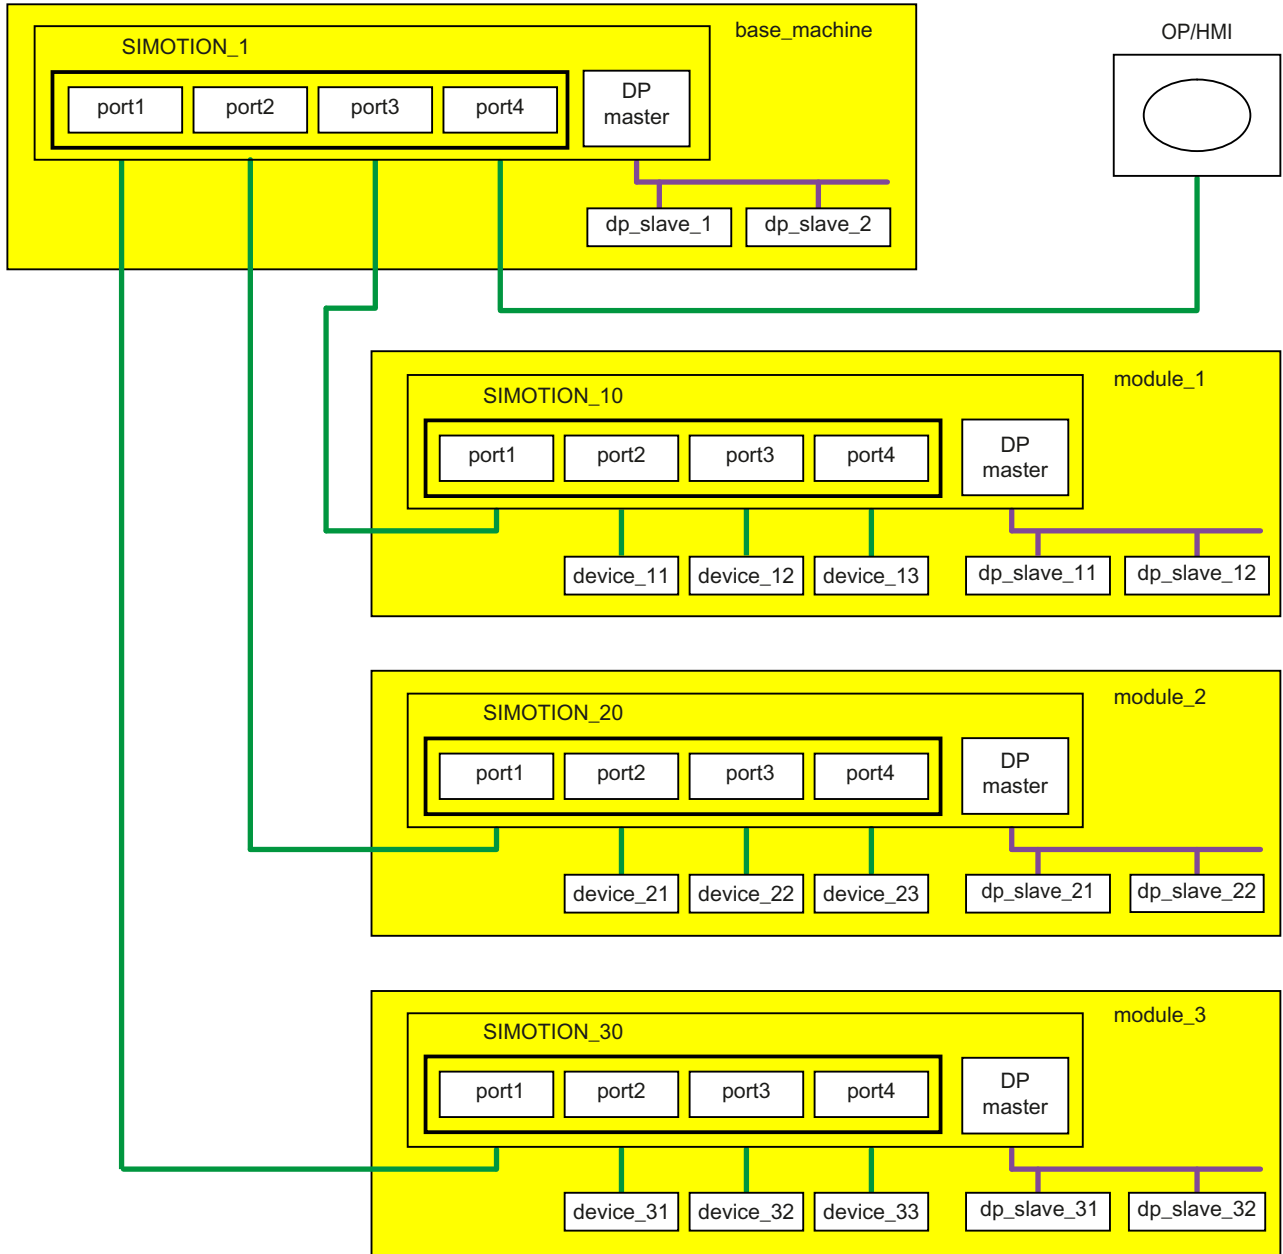 base_machine
OP/HMI
SIMOTION_1
port1 port2 port3 port4
DP
master
dp_slave_1 dp_slave_2
module_1
SIMOTION_10
port1 port2 port3 port4
DP
master
device_11 device_12 device_13 dp_slave_11 dp_slave_12
module_2
SIMOTION_20
port1 port2 port3 port4
DP
master
device_21 device_22 device_23 dp_slave_21 dp_slave_22
module_3
SIMOTION_30
port1 port2 port3 port4
DP
master
device_31 device_32 device_33 dp_slave_31 dp_slave_32